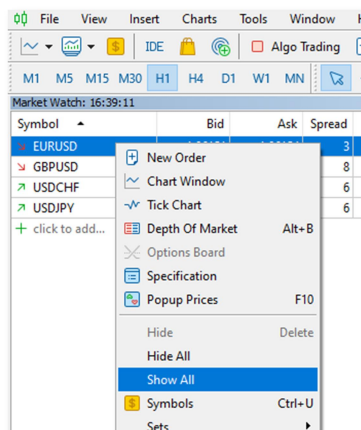 File View Insert Charts Tools Window
IDE Algo Trading
M1 M5 M15 M30 H1 H4 D1 W1 MN
Market Watch: 16:39:11
Symbol Bid Ask Spread
EURUSD 3
GBPUSD 8
USDCHF 6
USDJPY 6
click to add...
New Order
Chart Window
Tick Chart
Depth Of Market Alt+B
Options Board
Specification
Popup Prices F10
Hide Delete
Hide All
Show All
Symbols Ctrl+U
Sets